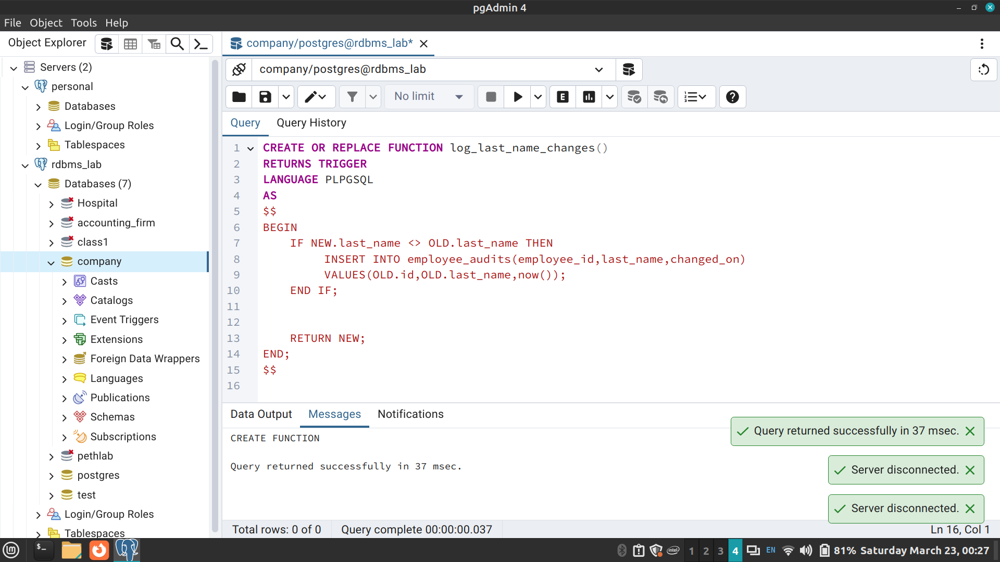 pgAdmin 4
File Object Tools Help
Object Explorer
company/postgres@rdbms_lab*
Servers (2)
personal
Databases
Login/Group Roles
Tablespaces
rdbms_lab
Databases (7)
Hospital
accounting_firm
class1
company
Casts
Catalogs
Event Triggers
Extensions
Foreign Data Wrappers
Languages
Publications
Schemas
Subscriptions
pethlab
postgres
test
Login/Group Roles
Tablespaces
company/postgres@rdbms_lab
No limit
E
Query Query History
1 CREATE OR REPLACE FUNCTION log_last_name_changes()
2 RETURNS TRIGGER
3 LANGUAGE PLPGSQL
4 AS
5 $$
6 BEGIN
7 IF NEW.last_name <> OLD.last_name THEN
8 INSERT INTO employee_audits(employee_id,last_name,changed_on)
9 VALUES(OLD.id,OLD.last_name,now());
10 END IF;
11
12
13 RETURN NEW;
14 END;
15 $$
16
Data Output Messages Notifications
CREATE FUNCTION
Query returned successfully in 37 msec.
Query returned successfully in 37 msec.
Server disconnected.
Server disconnected.
Total rows: 0 of 0 Query complete 00:00:00.037 Ln 16, Col 1
intel 1 2 3 4 EN 81% Saturday March 23, 00:27